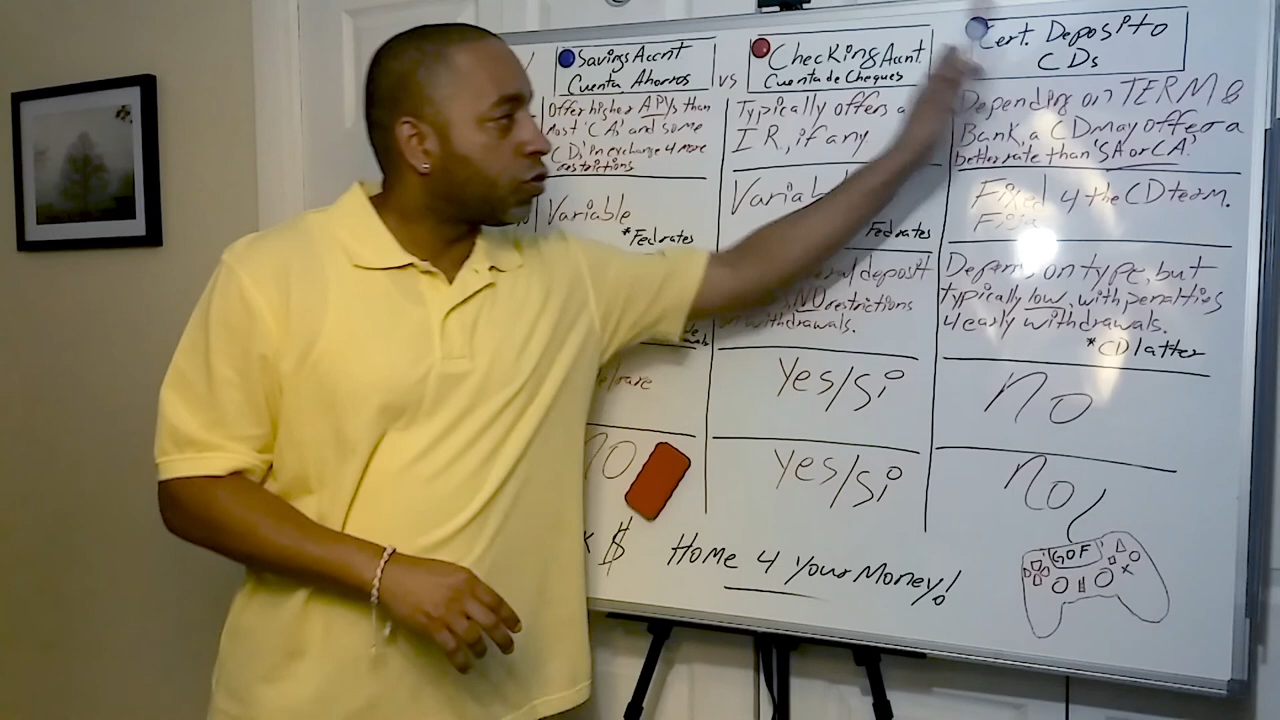 Savings Accnt
Cuenta Ahorros
vs
Checking Accnt.
Cuenta de Cheques
Cert. Deposito
CDs
Offer higher APYs than
most 'CA' and some
CDs, in exchange 4 more
restrictions
Typically offers a
I R, if any
Depending on TERM &
Bank, a CD may offer a
better rate than 'SA or CA'.
Variable
*Fed rates
Fed rates
Fixed 4 the CD term.
Fija
deposit
NO restrictions
withdrawals.
Depends on type, but
typically low, with penalties
4 early withdrawals.
*CD latter
rare
Yes/Si
No
NO
Yes/Si
No
$ Home 4 Your Money!
GOF